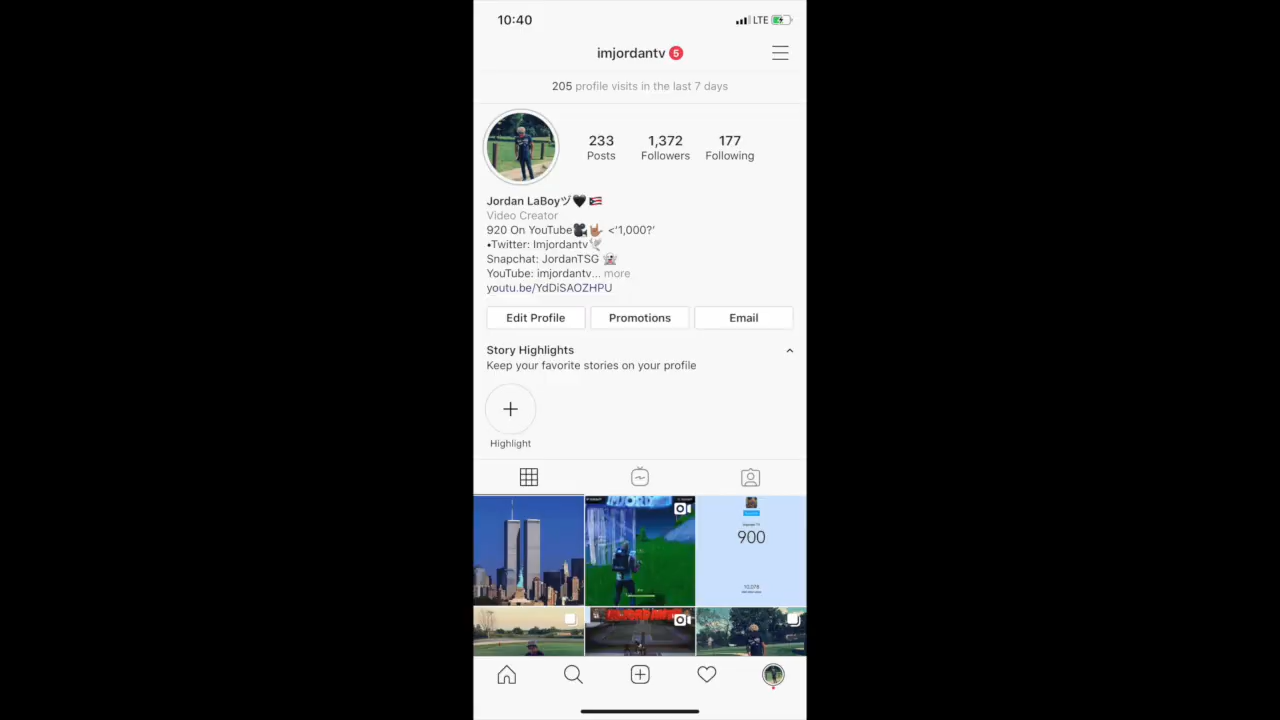 10:40 LTE
imjordantv 5
205 profile visits in the last 7 days
233 1,372 177
Posts Followers Following
Jordan LaBoyヅ🖤🇵🇷
Video Creator
920 On YouTube🎥🤟🏽 <‘1,000?’
•Twitter: Imjordantv🕊
Snapchat: JordanTSG 👻
YouTube: imjordantv... more
youtu.be/YdDiSAOZHPU
Edit Profile Promotions Email
Story Highlights
Keep your favorite stories on your profile
Highlight
900
10,078